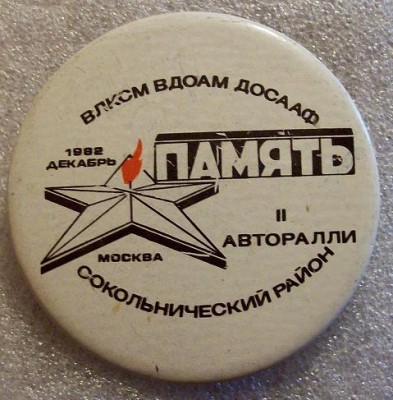 ВЛКСМ ВДОАМ ДОСААФ
1982
ДЕКАБРЬ
ПАМЯТЬ
II
АВТОРАЛЛИ
МОСКВА
СОКОЛЬНИЧЕСКИЙ РАЙОН